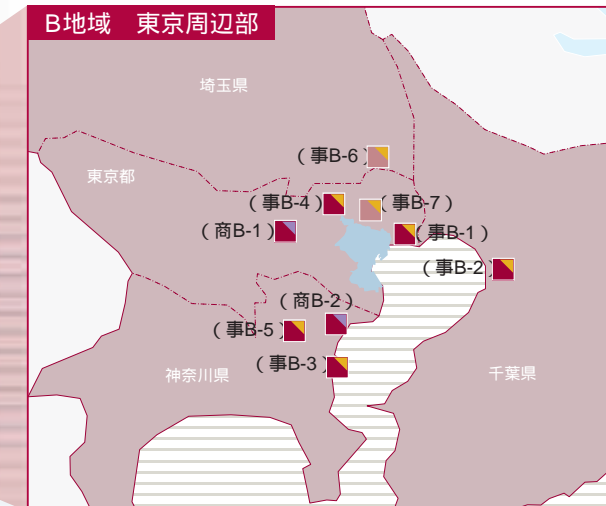 B地域　東京周辺部
埼玉県
（事B-6）
東京都
（事B-4）
（事B-7）
（商B-1）
（事B-1）
（事B-2）
（商B-2）
（事B-5）
（事B-3）
神奈川県
千葉県